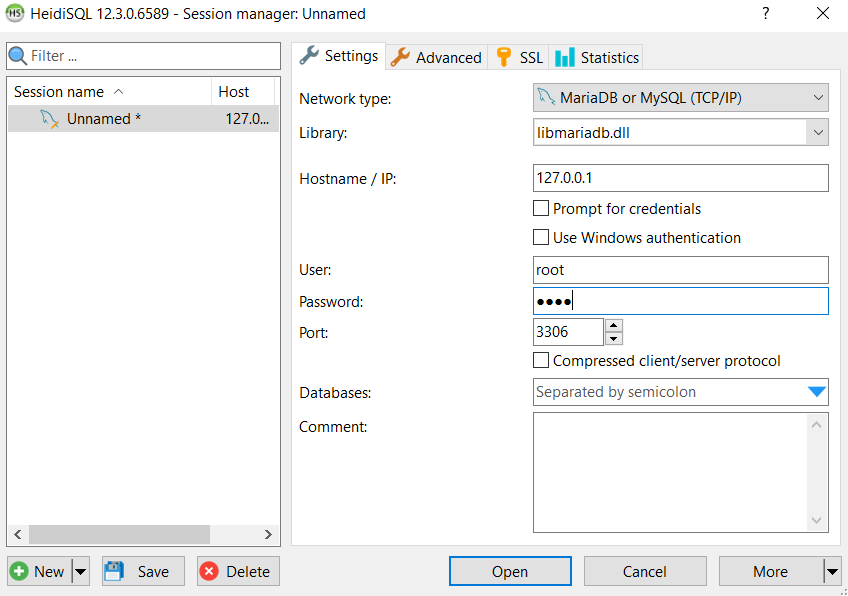 HeidiSQL 12.3.0.6589 - Session manager: Unnamed
?
Filter ...
Session name Host
Unnamed * 127.0...
Settings Advanced SSL Statistics
Network type: MariaDB or MySQL (TCP/IP)
Library: libmariadb.dll
Hostname / IP: 127.0.0.1
Prompt for credentials
Use Windows authentication
User: root
Password: ●●●●
Port: 3306
Compressed client/server protocol
Databases: Separated by semicolon
Comment:
New Save Delete Open Cancel More